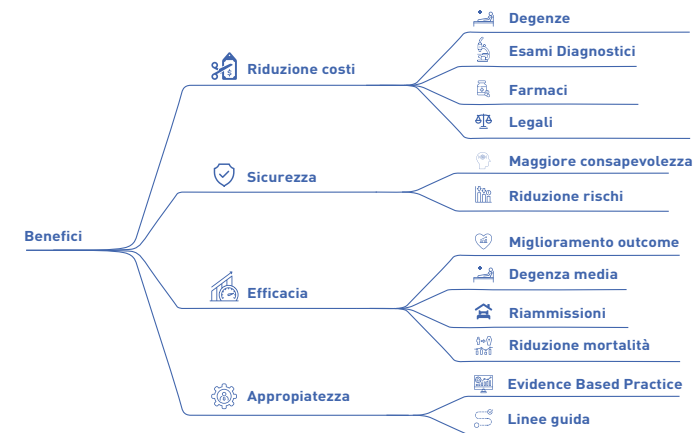 Benefici
Riduzione costi
Degenze
Esami Diagnostici
Farmaci
Legali
Sicurezza
Maggiore consapevolezza
Riduzione rischi
Efficacia
Miglioramento outcome
Degenza media
Riammissioni
Riduzione mortalità
Appropiatezza
Evidence Based Practice
Linee guida